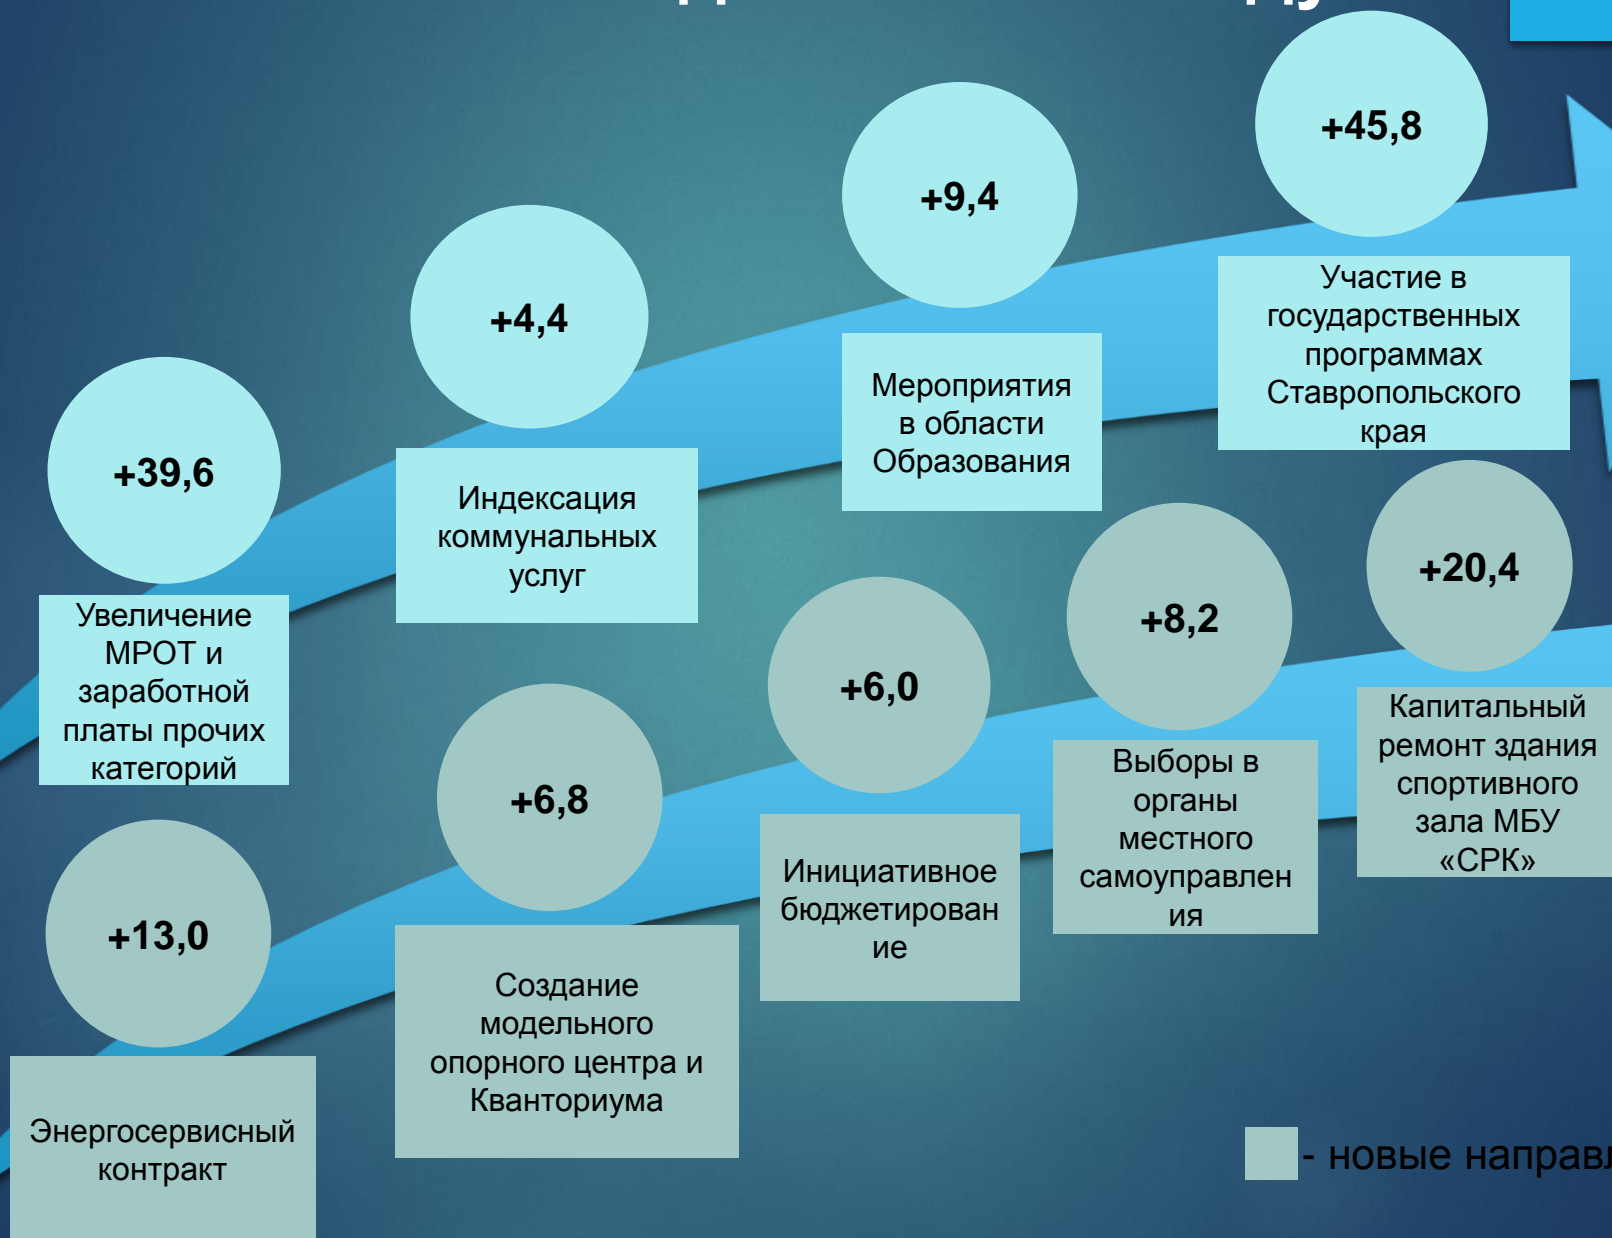 +45,8
Участие в
государственных
программах
Ставропольского
края
+9,4
Мероприятия
в области
Образования
+4,4
Индексация
коммунальных
услуг
+39,6
Увеличение
МРОТ и
заработной
платы прочих
категорий
+20,4
Капитальный
ремонт здания
спортивного
зала МБУ
«СРК»
+8,2
Выборы в
органы
местного
самоуправлен
ия
+6,0
Инициативное
бюджетирован
ие
+6,8
Создание
модельного
опорного центра и
Кванториума
+13,0
Энергосервисный
контракт
- новые